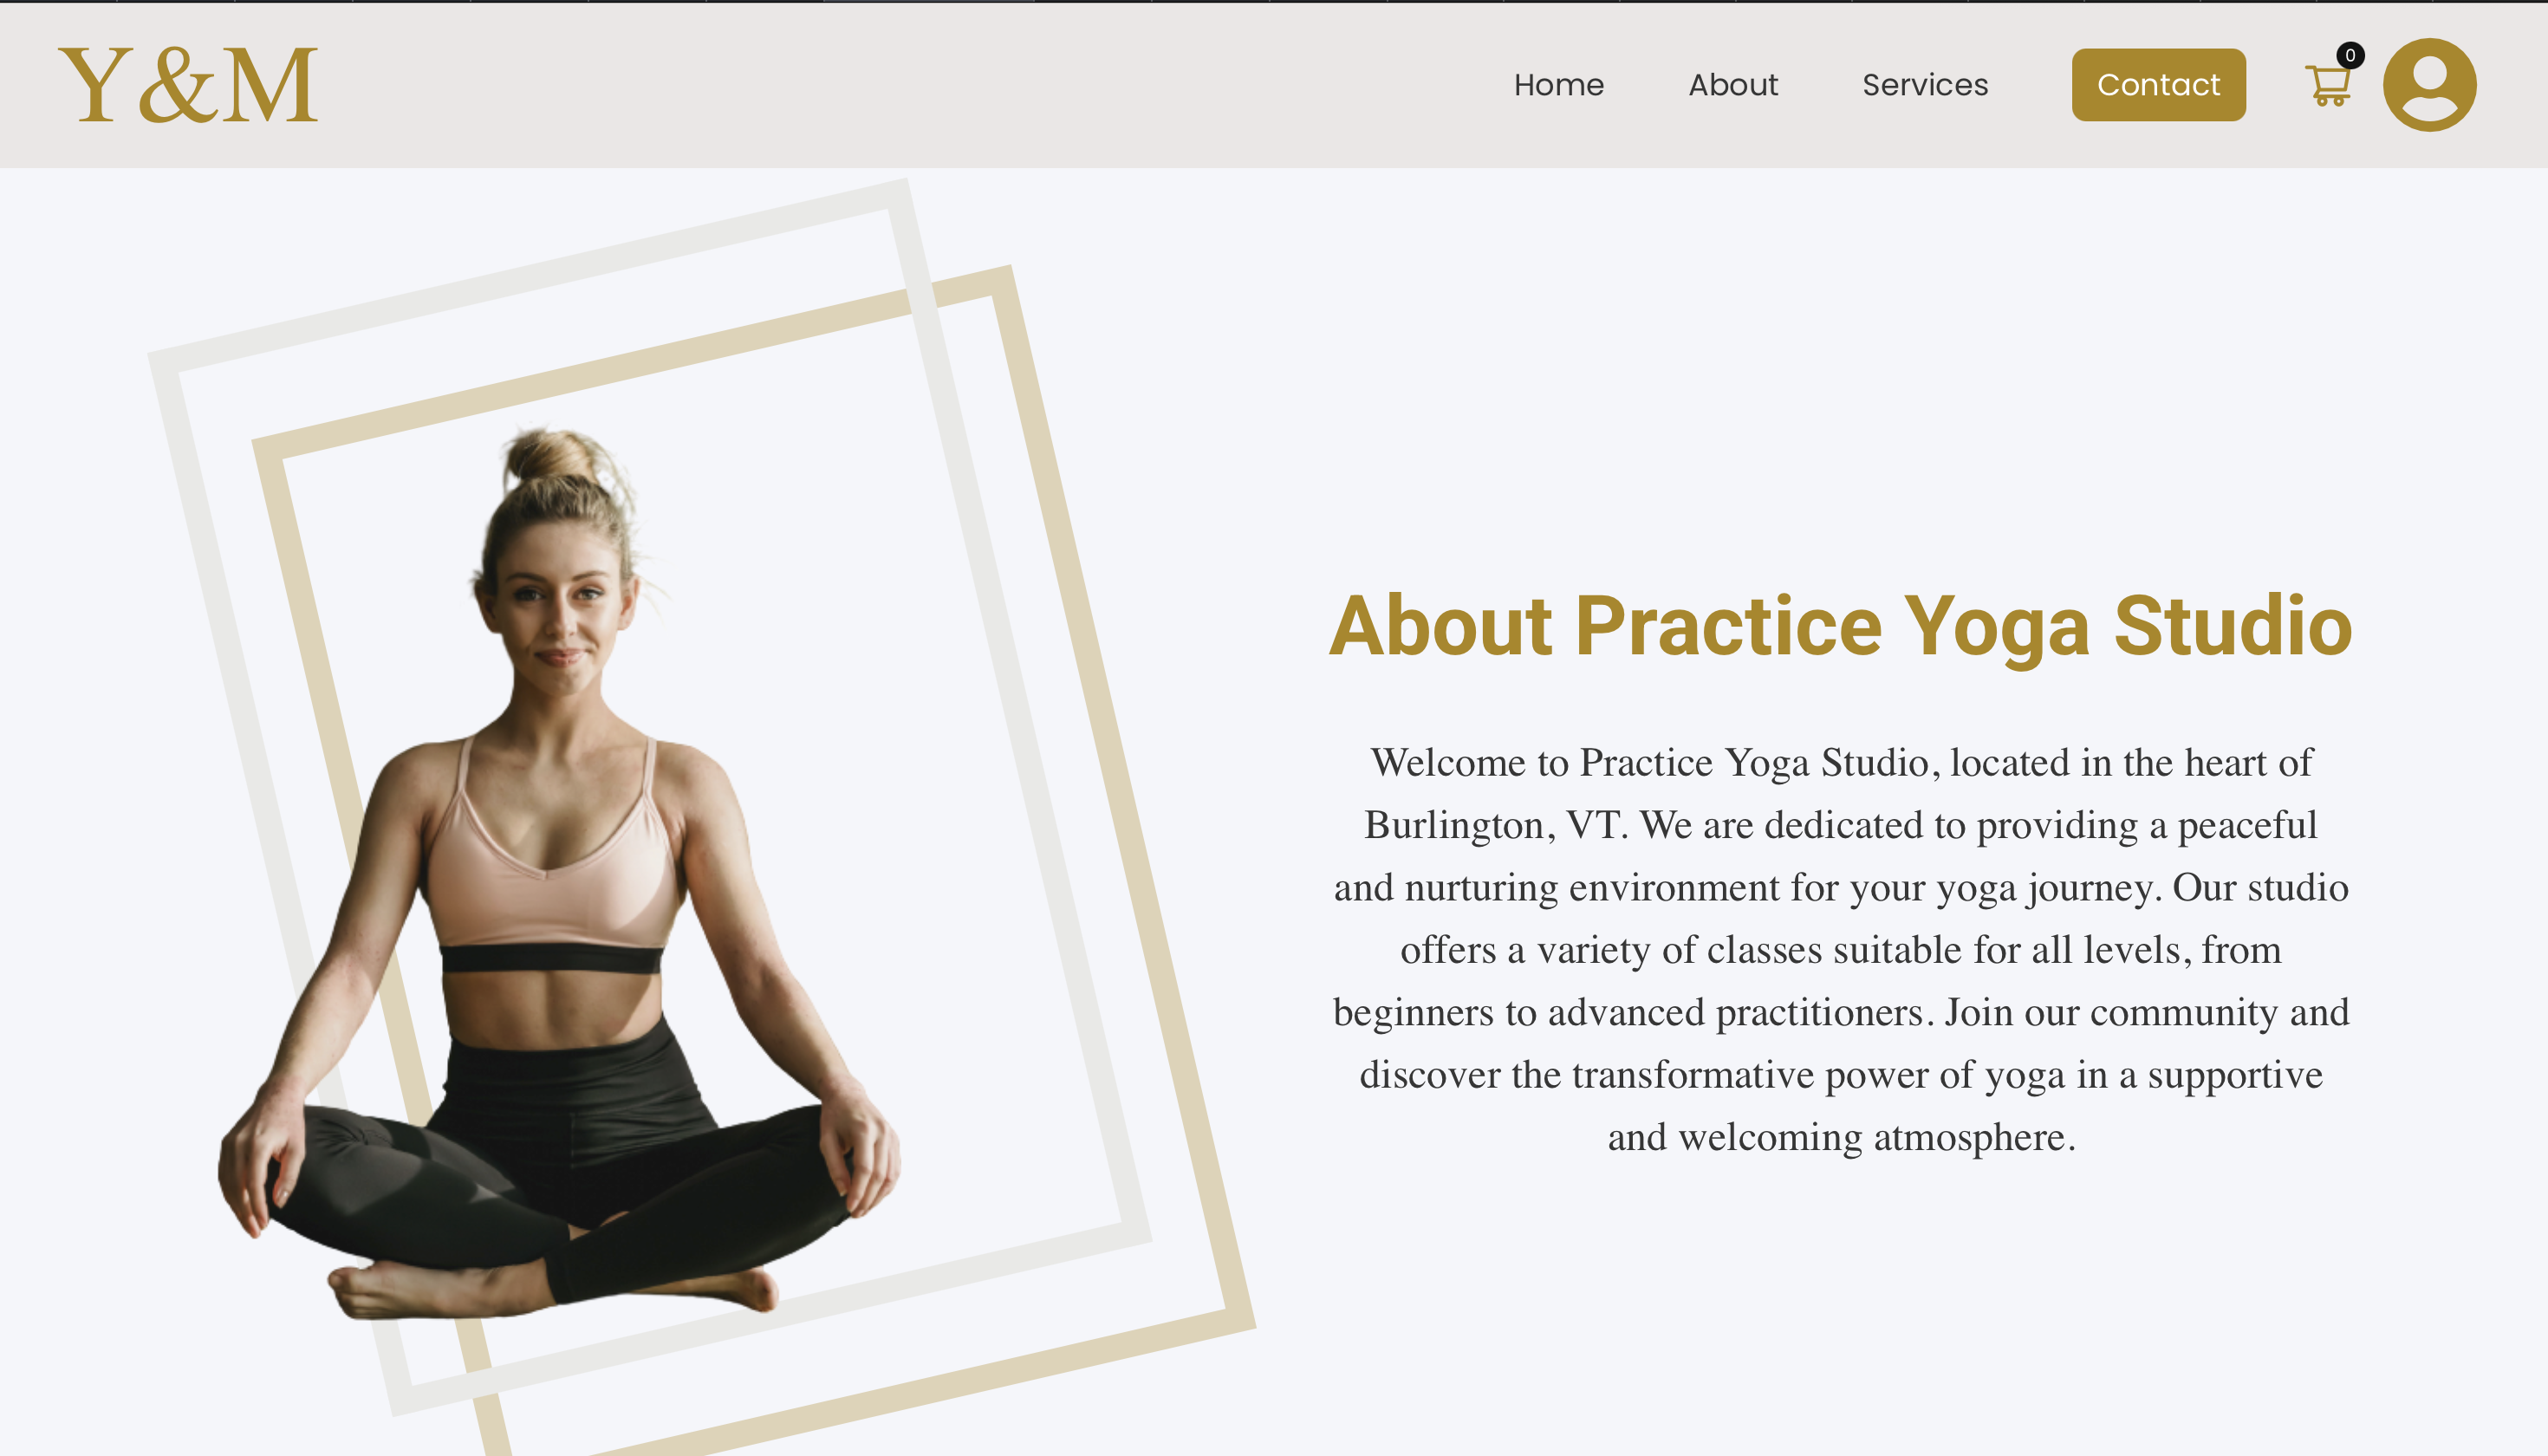 Y&M
Home About Services Contact 0
About Practice Yoga Studio
Welcome to Practice Yoga Studio, located in the heart of
Burlington, VT. We are dedicated to providing a peaceful
and nurturing environment for your yoga journey. Our studio
offers a variety of classes suitable for all levels, from
beginners to advanced practitioners. Join our community and
discover the transformative power of yoga in a supportive
and welcoming atmosphere.